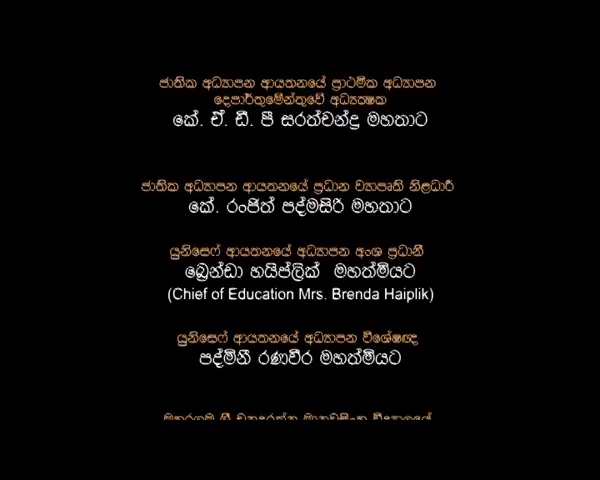 ජාතික අධ්‍යාපන ආයතනයේ ප්‍රාථමික අධ්‍යාපන
දෙපාර්තුමේන්තුවේ අධ්‍යක්ෂක
කේ. ඒ. ඩී. පී සරත්චන්ද්‍ර මහතාට
ජාතික අධ්‍යාපන ආයතනයේ ප්‍රධාන ව්‍යාපෘති නිළධාරී
කේ. රංජිත් පද්මසිරි මහතාට
යුනිසෙෆ් ආයතනයේ අධ්‍යාපන අංශ ප්‍රධානී
බ්‍රෙන්ඩා හයිප්ලික් මහත්මියට
(Chief of Education Mrs. Brenda Haiplik)
යුනිසෙෆ් ආයතනයේ අධ්‍යාපන විශේෂඥ
පද්මිනී රණවීර මහත්මියට